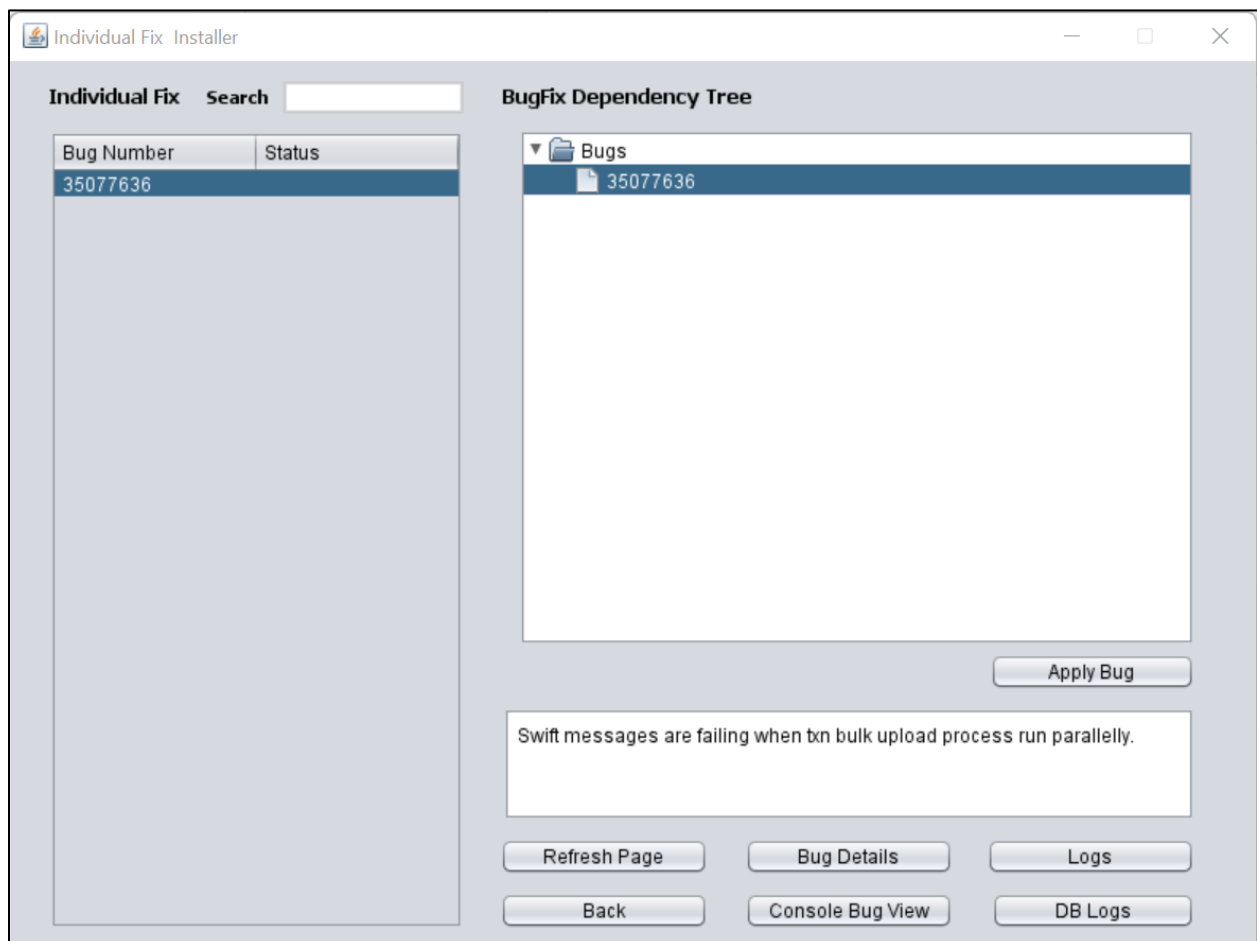 Individual Fix Installer
Individual Fix Search
BugFix Dependency Tree
Bug Number Status
35077636
Bugs
35077636
Apply Bug
Swift messages are failing when txn bulk upload process run parallelly.
Refresh Page Bug Details Logs
Back Console Bug View DB Logs